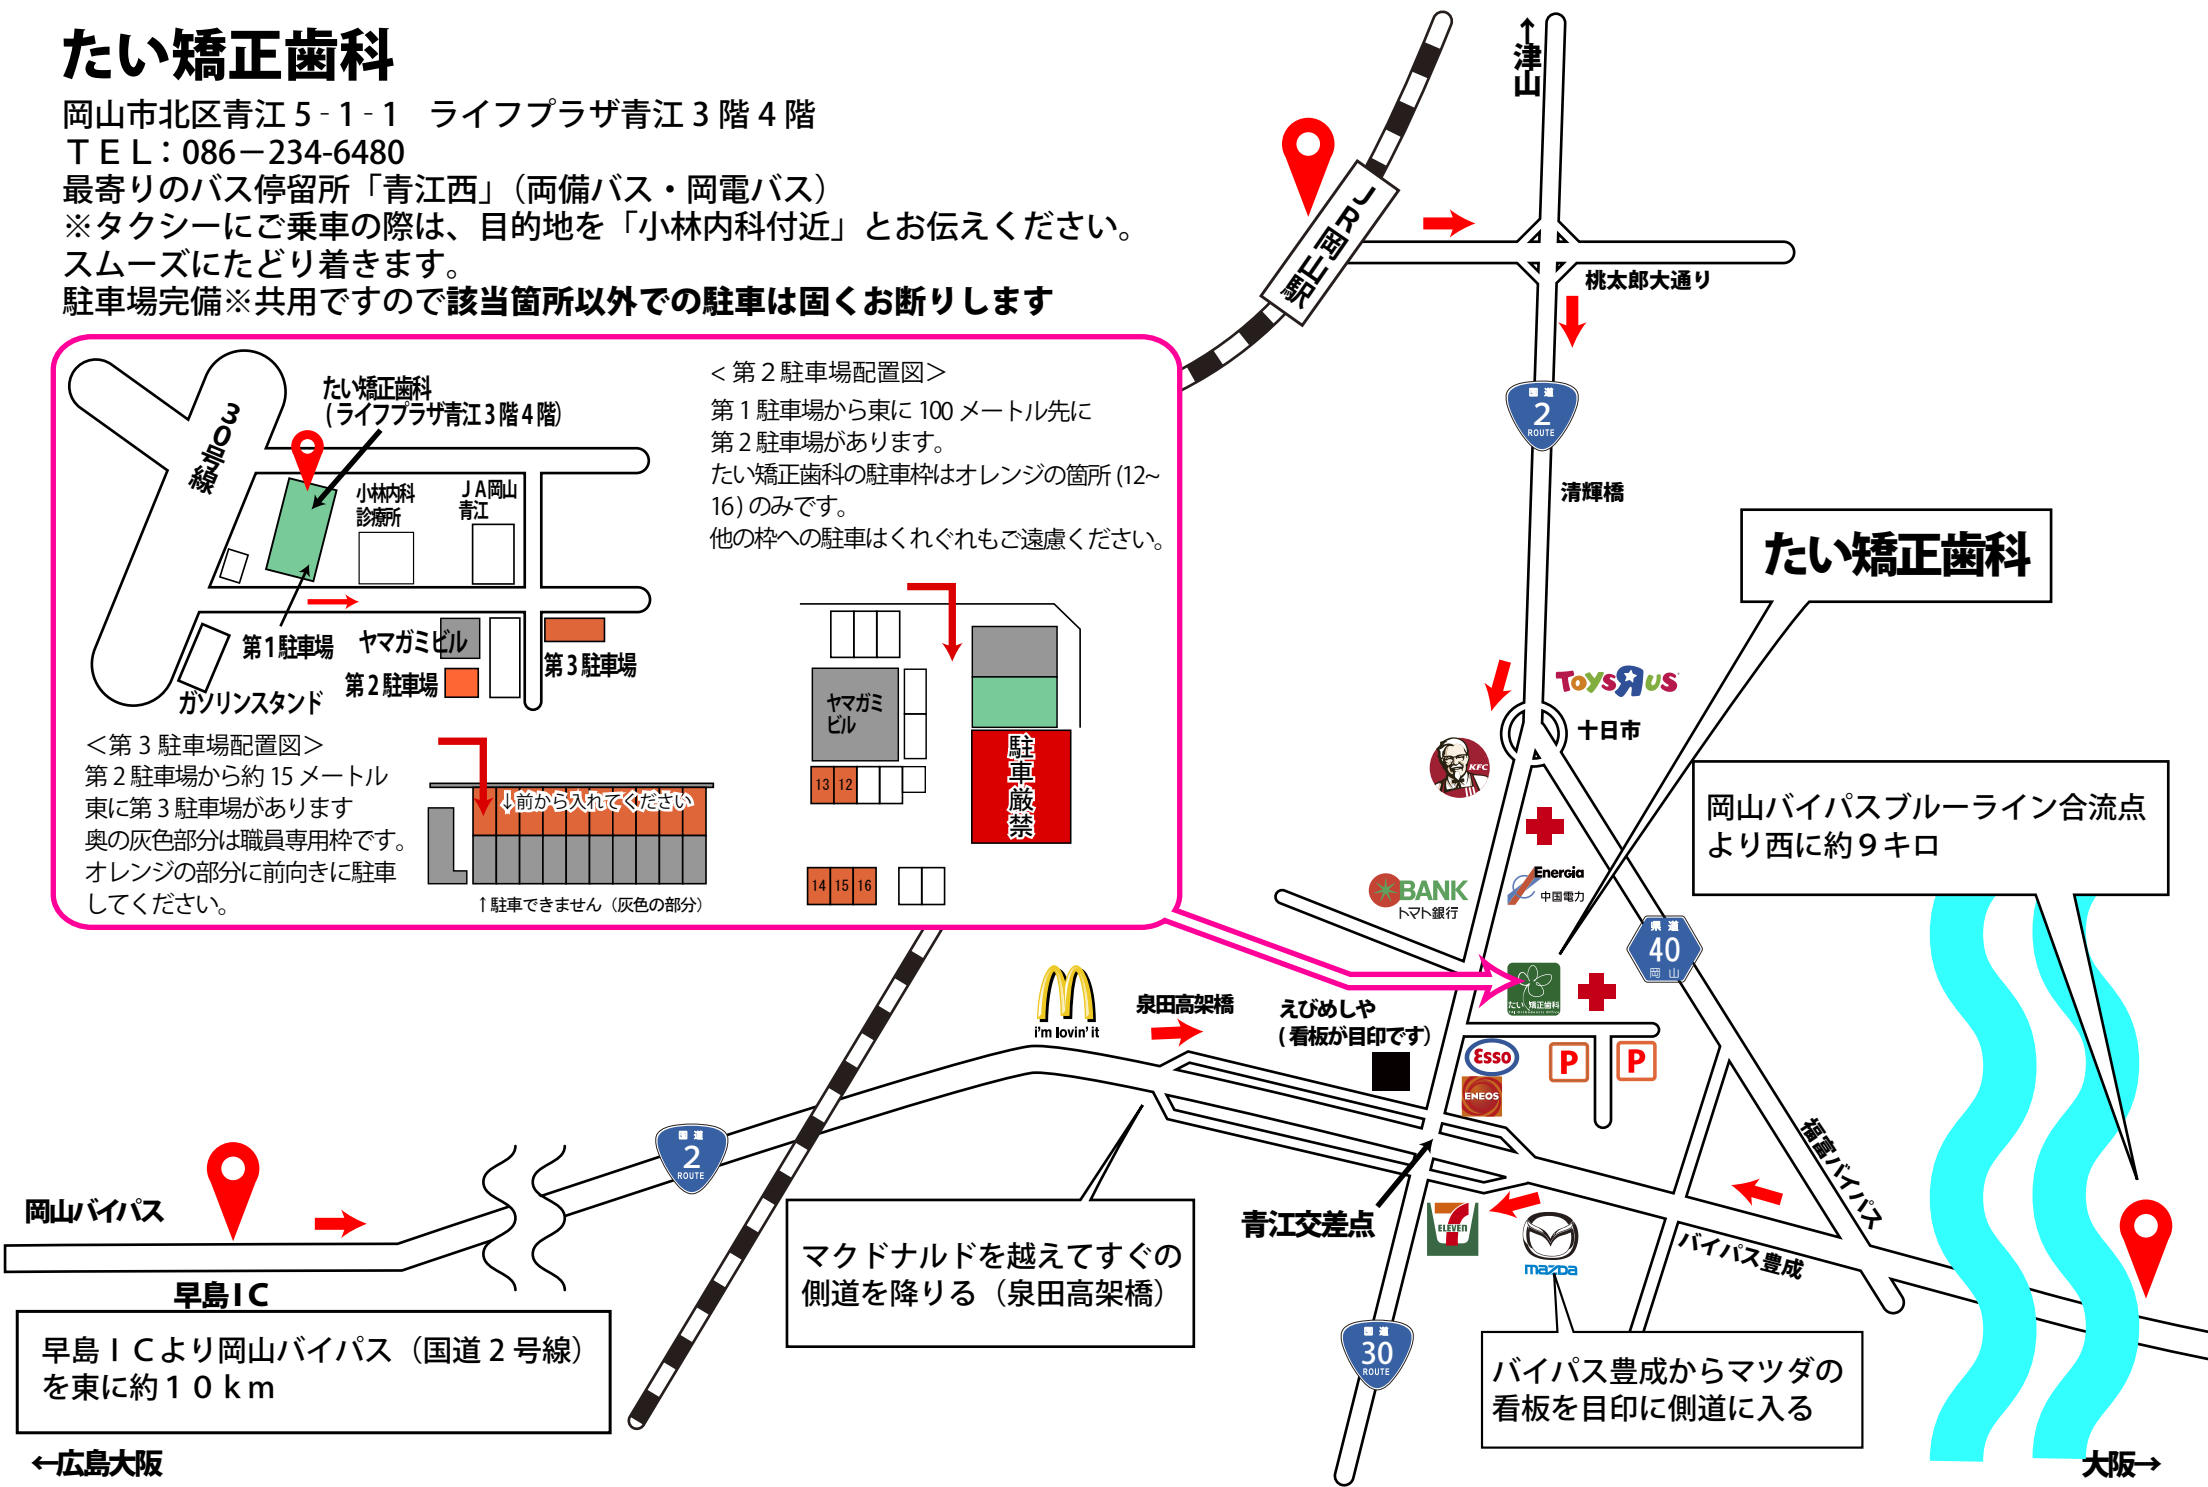 たい矯正歯科
岡山市北区青江 5 - 1 - 1　ライフプラザ青江 3 階 4 階
ＴＥＬ：086－234-6480
最寄りのバス停留所「青江西」（両備バス・岡電バス）
※タクシーにご乗車の際は、目的地を「小林内科付近」とお伝えください。
スムーズにたどり着きます。
駐車場完備※共用ですので該当箇所以外での駐車は固くお断りします
30号線
たい矯正歯科
(ライフプラザ青江３階４階)
小林内科
診療所
ＪＡ岡山
青江
第１駐車場
ヤマガミビル
第２駐車場
第３駐車場
ガソリンスタンド
＜第２駐車場配置図＞
第 1 駐車場から東に 100 メートル先に
第 2 駐車場があります。
たい矯正歯科の駐車枠はオレンジの箇所 (12~
16) のみです。
他の枠への駐車はくれぐれもご遠慮ください。
ヤマガミ
ビル
13 12
14 15 16
駐車厳禁
＜第 3 駐車場配置図＞
第 2 駐車場から約 15 メートル
東に第 3 駐車場があります
奥の灰色部分は職員専用枠です。
オレンジの部分に前向きに駐車
してください。
↓前から入れてください
↑駐車できません（灰色の部分）
←津山
ＪＲ岡山駅
桃太郎大通り
国道
2
ROUTE
清輝橋
たい矯正歯科
TOYSRUS
十日市
KFC
岡山バイパスブルーライン合流点
より西に約９キロ
BANK
トマト銀行
Energia
中国電力
県道
40
岡山
たい矯正歯科
i'm lovin' it
泉田高架橋
えびめしや
(看板が目印です)
Esso
ENEOS
P
P
福富バイパス
国道
2
ROUTE
岡山バイパス
早島ＩＣ
早島ＩＣより岡山バイパス（国道２号線）
を東に約１０ｋｍ
←広島大阪
マクドナルドを越えてすぐの
側道を降りる（泉田高架橋）
青江交差点
7
ELEVEn
mazda
バイパス豊成
国道
30
ROUTE
バイパス豊成からマツダの
看板を目印に側道に入る
大阪→